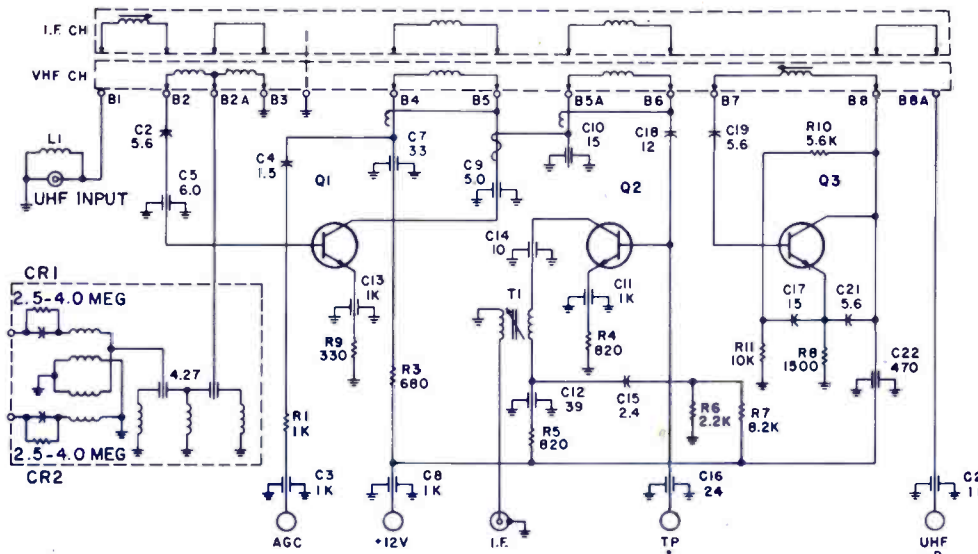 I.F. CH
VHF CH
B1
B2
B2A
B3
B4
B5
B5A
B6
B7
B8
B8A
L1
UHF INPUT
C2
5.6
C5
6.0
C4
1.5
Q1
C7
33
C9
5.0
C10
15
C18
12
Q2
C19
5.6
R10
5.6K
Q3
C14
10
T1
C13
1K
R9
330
C11
1K
R4
820
C17
15
C21
5.6
R11
10K
R8
1500
C22
470
CR1
2.5-4.0 MEG
4.27
2.5-4.0 MEG
CR2
R1
1K
R3
680
C12
39
R5
820
C15
2.4
R6
2.2K
R7
8.2K
C3
1K
C8
1K
C16
24
AGC
+12V
I.F.
TP
UHF